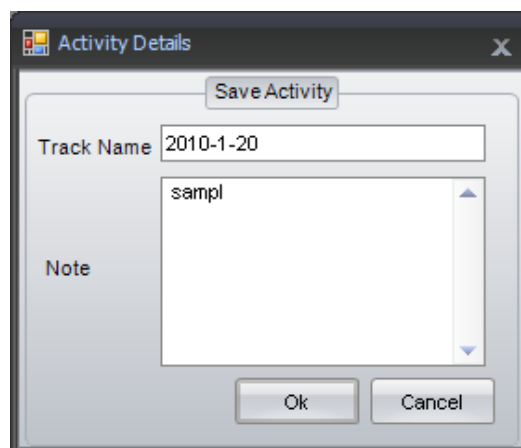 Activity Details
Save Activity
Track Name 2010-1-20
sampl
Note
Ok Cancel